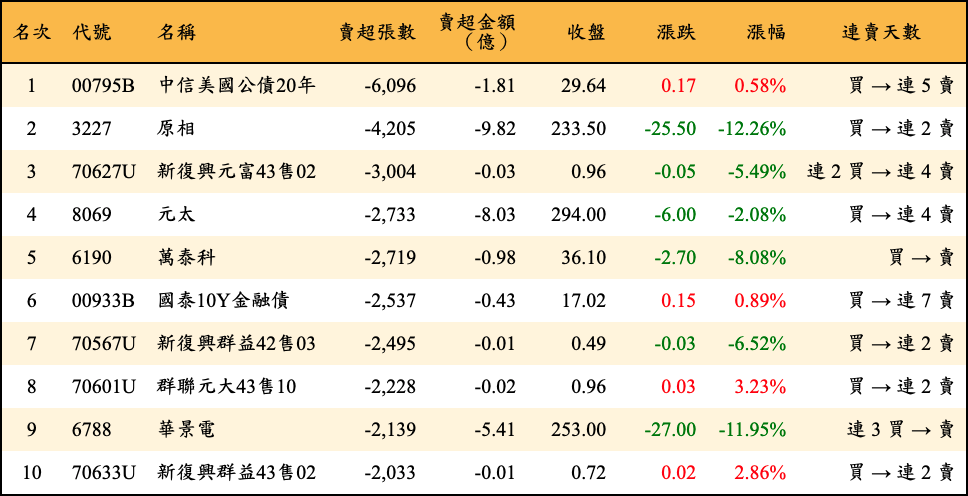 名次 代號 名稱 賣超張數 賣超金額（億） 收盤 漲跌 漲幅 連賣天數
1 00795B 中信美國公債20年 -6,096 -1.81 29.64 0.17 0.58% 買 → 連 5 賣
2 3227 原相 -4,205 -9.82 233.50 -25.50 -12.26% 買 → 連 2 賣
3 70627U 新復興元富43售02 -3,004 -0.03 0.96 -0.05 -5.49% 連 2 買 → 連 4 賣
4 8069 元太 -2,733 -8.03 294.00 -6.00 -2.08% 買 → 連 4 賣
5 6190 萬泰科 -2,719 -0.98 36.10 -2.70 -8.08% 買 → 賣
6 00933B 國泰10Y金融債 -2,537 -0.43 17.02 0.15 0.89% 買 → 連 7 賣
7 70567U 新復興群益42售03 -2,495 -0.01 0.49 -0.03 -6.52% 買 → 連 2 賣
8 70601U 群聯元大43售10 -2,228 -0.02 0.96 0.03 3.23% 買 → 連 2 賣
9 6788 華景電 -2,139 -5.41 253.00 -27.00 -11.95% 連 3 買 → 賣
10 70633U 新復興群益43售02 -2,033 -0.01 0.72 0.02 2.86% 買 → 連 2 賣